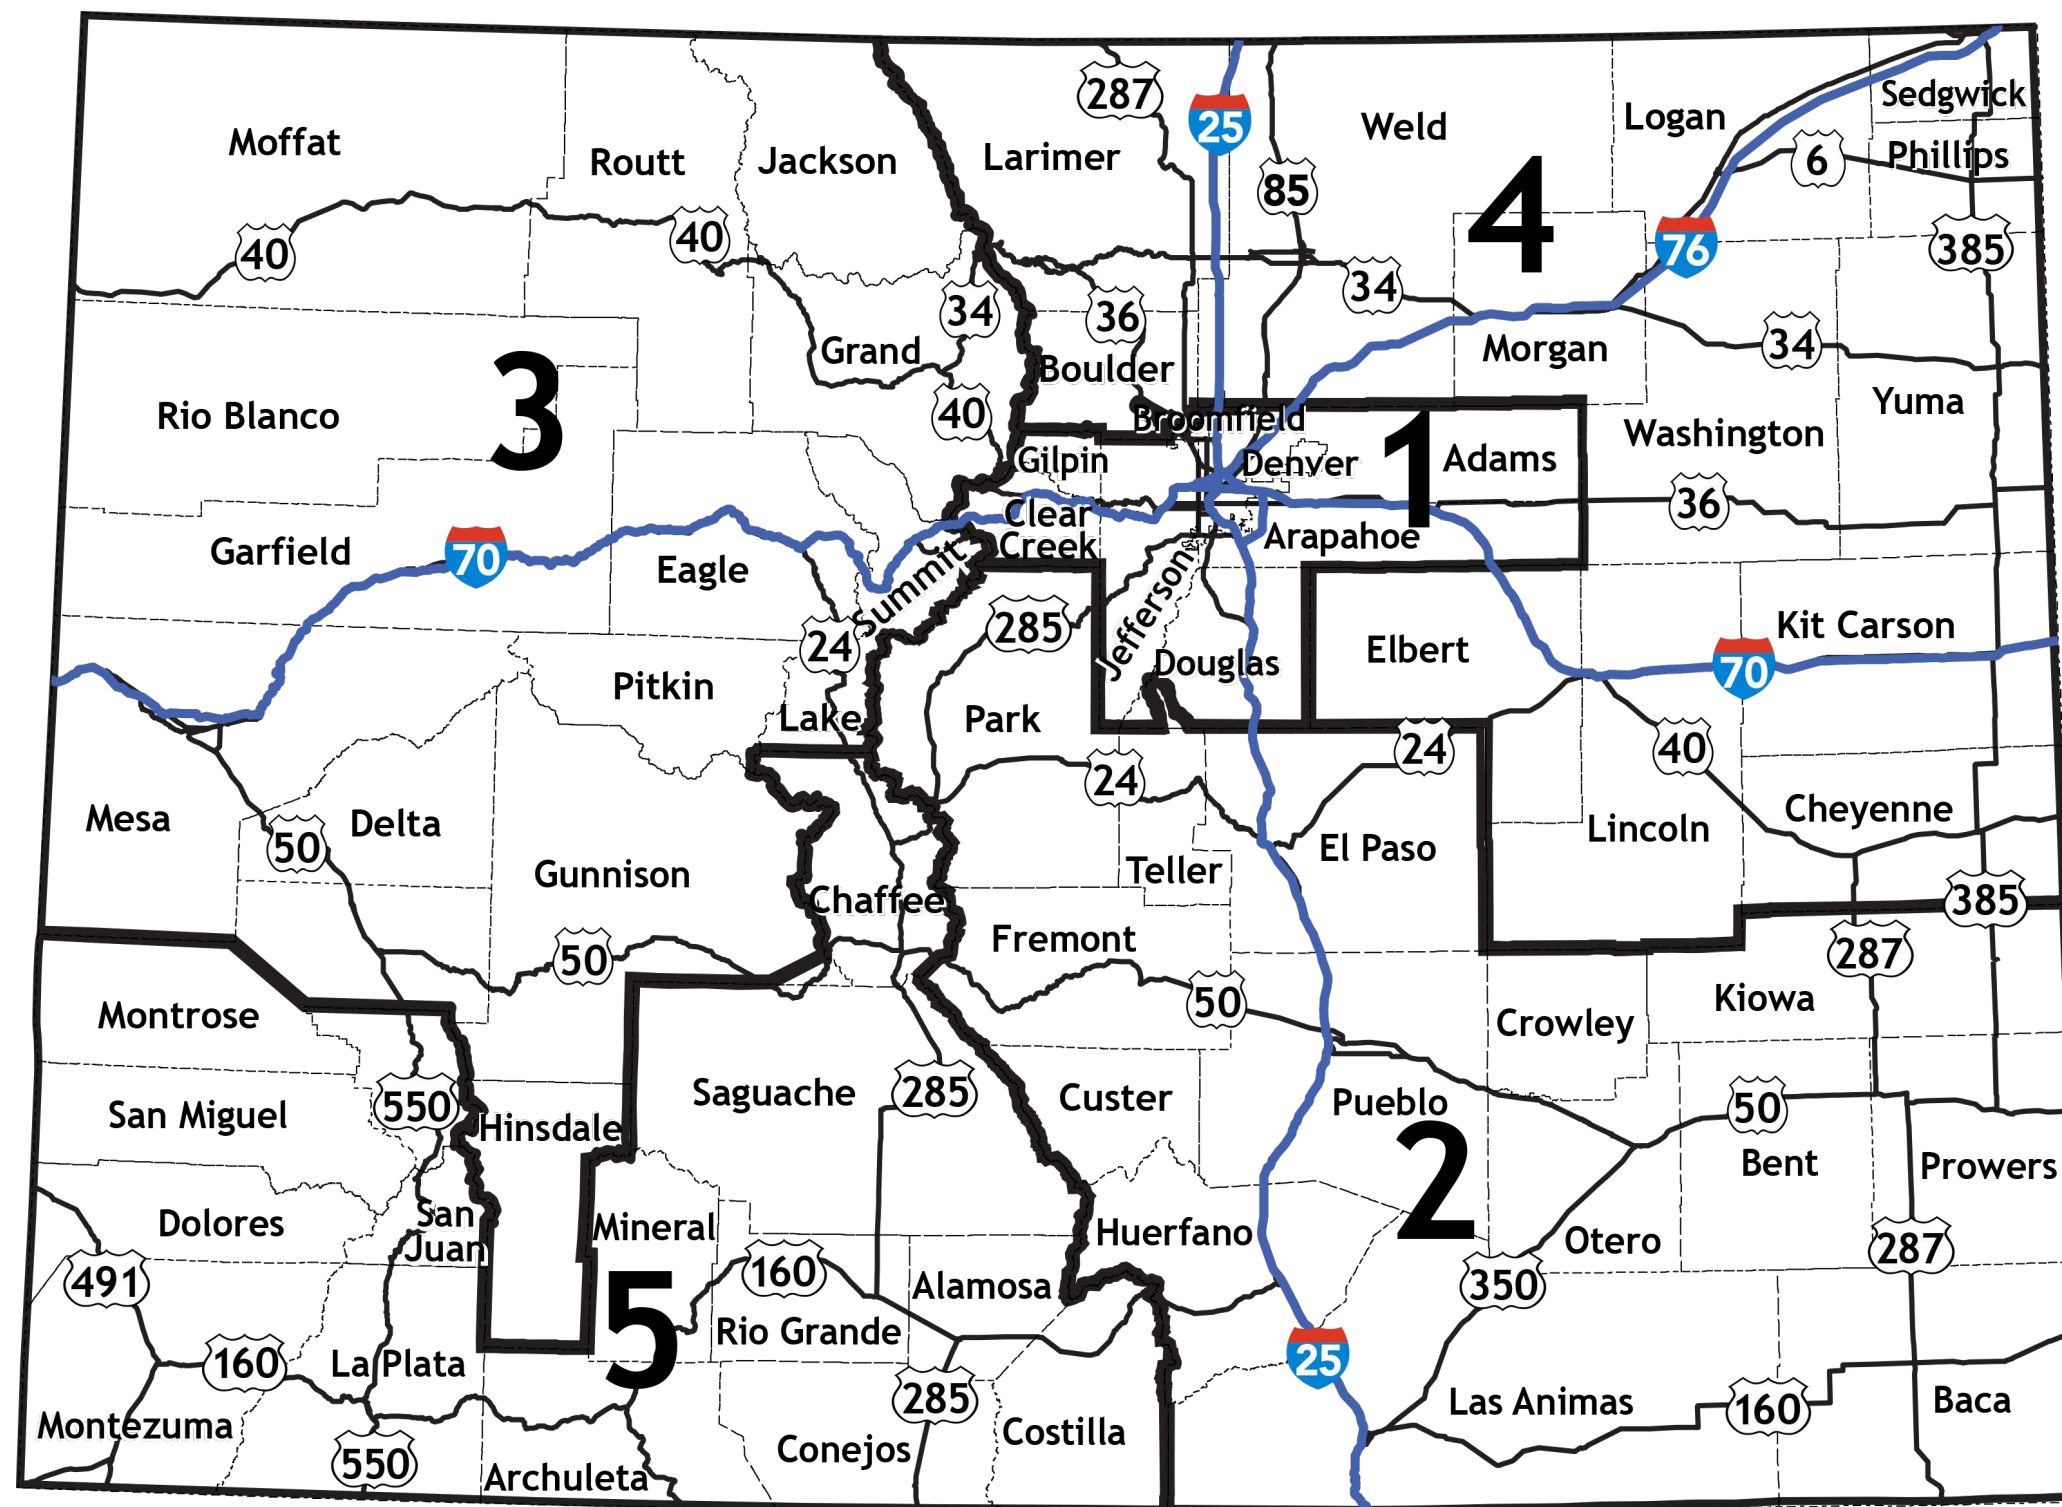 287
25
85
Moffat
Routt
Jackson
Larimer
Weld
Logan
Sedgwick
Phillips
6
4
40
40
76
385
34
36
34
34
Grand
Boulder
Morgan
3
Rio Blanco
40
Broomfield
1
Yuma
Washington
Gilpin
Denver
Adams
36
Clear
Creek
Garfield
70
Eagle
Summit
Arapahoe
Jefferson
24
285
Douglas
Elbert
Kit Carson
70
Pitkin
Lake
Park
24
24
40
Mesa
50
Delta
Gunnison
Teller
El Paso
Lincoln
Cheyenne
Chaffee
385
Fremont
50
287
50
Montrose
Crowley
Kiowa
San Miguel
550
Hinsdale
Saguache
285
Custer
Pueblo
50
2
Bent
Prowers
Dolores
San
Juan
Mineral
Huerfano
Otero
287
491
5
160
Alamosa
350
Rio Grande
25
160
La Plata
285
Las Animas
160
Baca
Montezuma
550
Archuleta
Conejos
Costilla